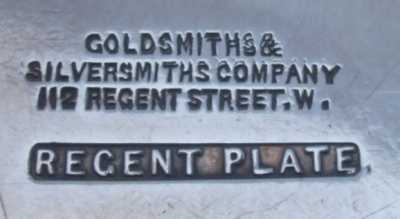 GOLDSMITHS &
SILVERSMITHS COMPANY
112 REGENT STREET. W.
REGENT PLATE